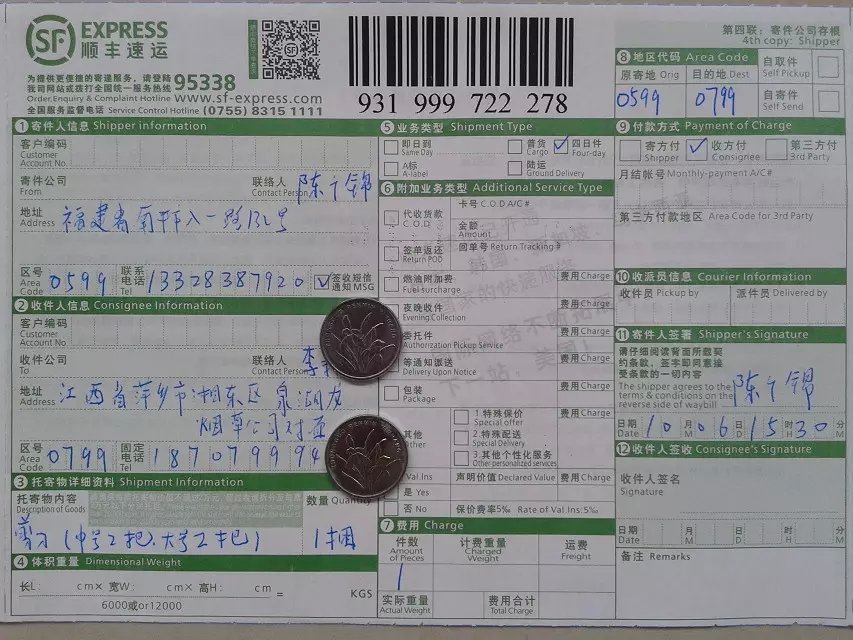 SF EXPRESS
顺丰速运
为您提供更便捷的寄递服务，请登陆
我司网站或拨打全国统一服务热线 95338
Order Enquiry & Complaint Hotline www.sf-express.com
全国服务监督电话 Service Control Hotline (0755) 8315 1111
931 999 722 278
第四联：寄件公司存根
4th copy: Shipper
8 地区代码 Area Code
原寄地 Orig 目的地 Dest
0599 0799
自取件
Self Pickup
自寄件
Self Send
1 寄件人信息 Shipper information
客户编码
Customer
Account No.
寄件公司
From
联络人
Contact Person
地址
Address
福建省南平市八一路132号
区号
Area
Code
0599
联系
电话
Tel
13328387920
签收短信
通知MSG
2 收件人信息 Consignee Information
客户编码
Customer
Account No.
收件公司
To
联络人
Contact
李
地址
Address
江西省萍乡市湘东区泉湖
烟草公司对
区号
Area
Code
0799
固定
电话
Tel
187079994
3 托寄物详细资料 Shipment Information
托寄物内容
Description of Goods
数量 Quantity
剪刀（中号2把、大号2把） 1捆
4 体积重量 Dimensional Weight
长L: cm× 宽W: cm× 高H: cm
= KGS
6000或or12000
5 业务类型 Shipment Type
即日到
Same Day
普货
Cargo
四日件
Four-day
A标
A-label
陆运
Ground Delivery
6 附加业务类型 Additional Service Type
代收货款
C.O.D
卡号 C.O.D A/C #
金额
Amount
签单返还
Return POD
回单号 Return Tracking #
燃油附加费
Fuel surcharge
费用 Charge
夜晚收件
Evening Collection
费用 Charge
委托件
Authorization Pickup Service
费用 Charge
等通知派送
Delivery Upon Notice
费用 Charge
包装
Package
费用 Charge
其他
Other
1.特殊保价
Special offer
2.特殊配送
Special Delivery
3.其他个性化服务
Other personalized services
Val Ins
声明价值 Declared Value
费用 Charge
是 Yes
否 No
保价费率5‰ Rate of Val Ins:5‰
7 费用 Charge
件数
Amount
of Pieces
计费重量
Charged
Weight
运费
Freight
1
实际重量
Actual Weight
费用合计
Total Charge
9 付款方式 Payment of Charge
寄方付
Shipper
收方付
Consignee
第三方付
3rd Party
月结帐号 Monthly-payment A/C#
第三方付款地区 Area Code for 3rd Party
10 收派员信息 Courier Information
收件员 Pickup by
派件员 Delivered by
11 寄件人签署 Shipper's Signature
请仔细阅读背面所载契
约条款，签字即同意接
受条款的一切内容
The shipper agrees to the
terms & conditions on the
reverse side of waybill
日期
Date
10 M 06 D 15 H 30 M
12 收件人签收 Consignee's Signature
收件人签名
Signature
日期
Date
月
M
日
D
时
H
分
M
备注 Remarks